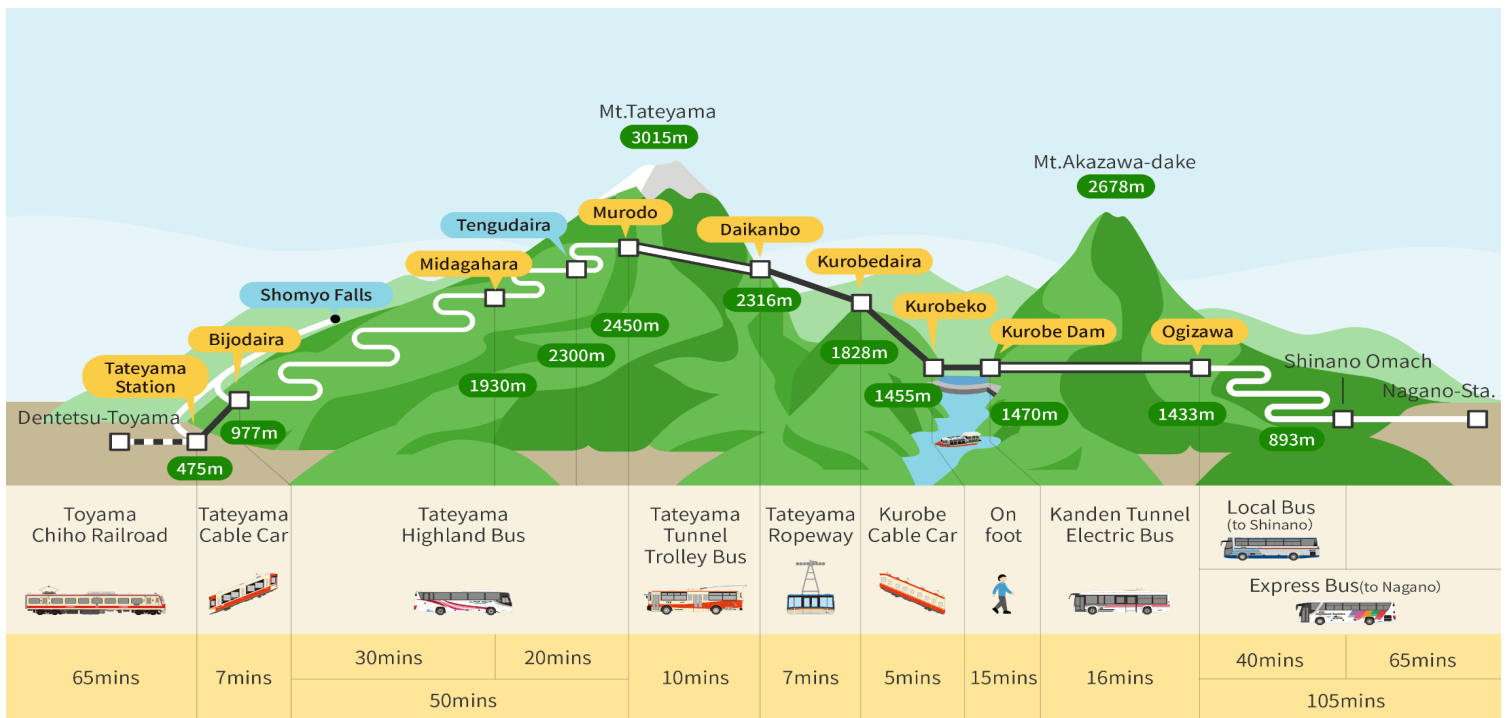 Mt.Tateyama
3015m
Mt.Akazawa-dake
2678m
Murodo
Tengudaira
Daikanbo
Midagahara
Kurobedaira
Shomyo Falls
2316m
Kurobeko
2450m
Bijodaira
Kurobe Dam
Ogizawa
2300m
1828m
Shinano Omach
Tateyama
Station
1930m
1455m
Nagano-Sta.
Dentetsu-Toyama
1470m
1433m
977m
893m
475m
Toyama
Chiho Railroad
Tateyama
Cable Car
Tateyama
Highland Bus
Tateyama
Tunnel
Trolley Bus
Tateyama
Ropeway
Kurobe
Cable Car
On
foot
Kanden Tunnel
Electric Bus
Local Bus
(to Shinano)
Express Bus(to Nagano)
65mins
7mins
30mins
20mins
50mins
10mins
7mins
5mins
15mins
16mins
40mins
65mins
105mins